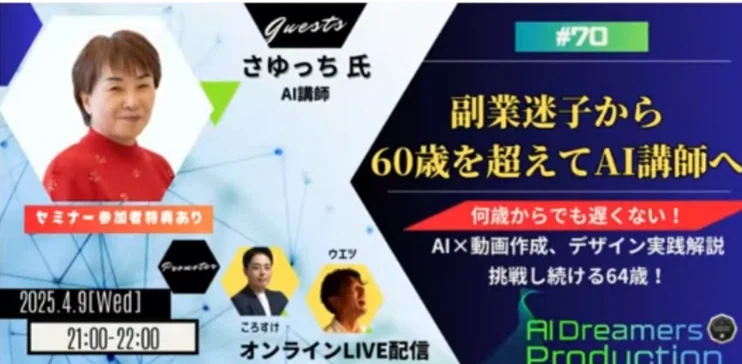 Guests
さゆっち 氏
AI講師
#70
副業迷子から
60歳を超えてAI講師へ
何歳からでも遅くない！
AI×動画作成、デザイン実践解説
挑戦し続ける64歳！
セミナー参加者特典あり
Promoter
ころすけ
ウエツ
2025.4.9[Wed]
21:00-22:00
オンラインLIVE配信
AI Dreamers
Production